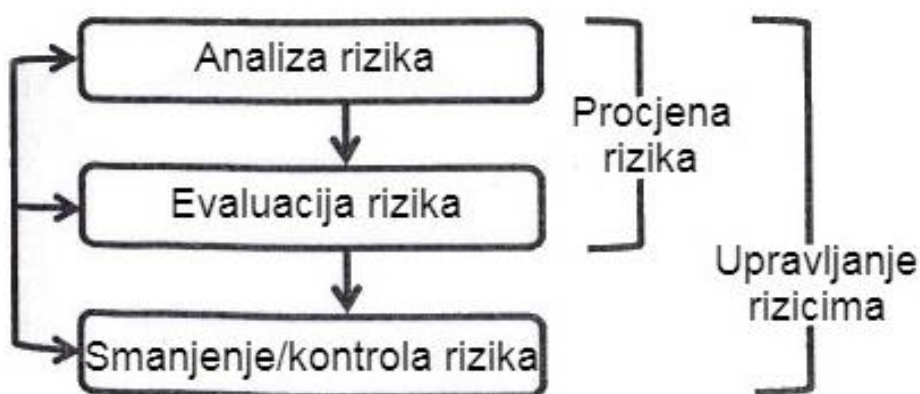 Analiza rizika
Evaluacija rizika
Smanjenje/kontrola rizika
Procjena
rizika
Upravljanje
rizicima